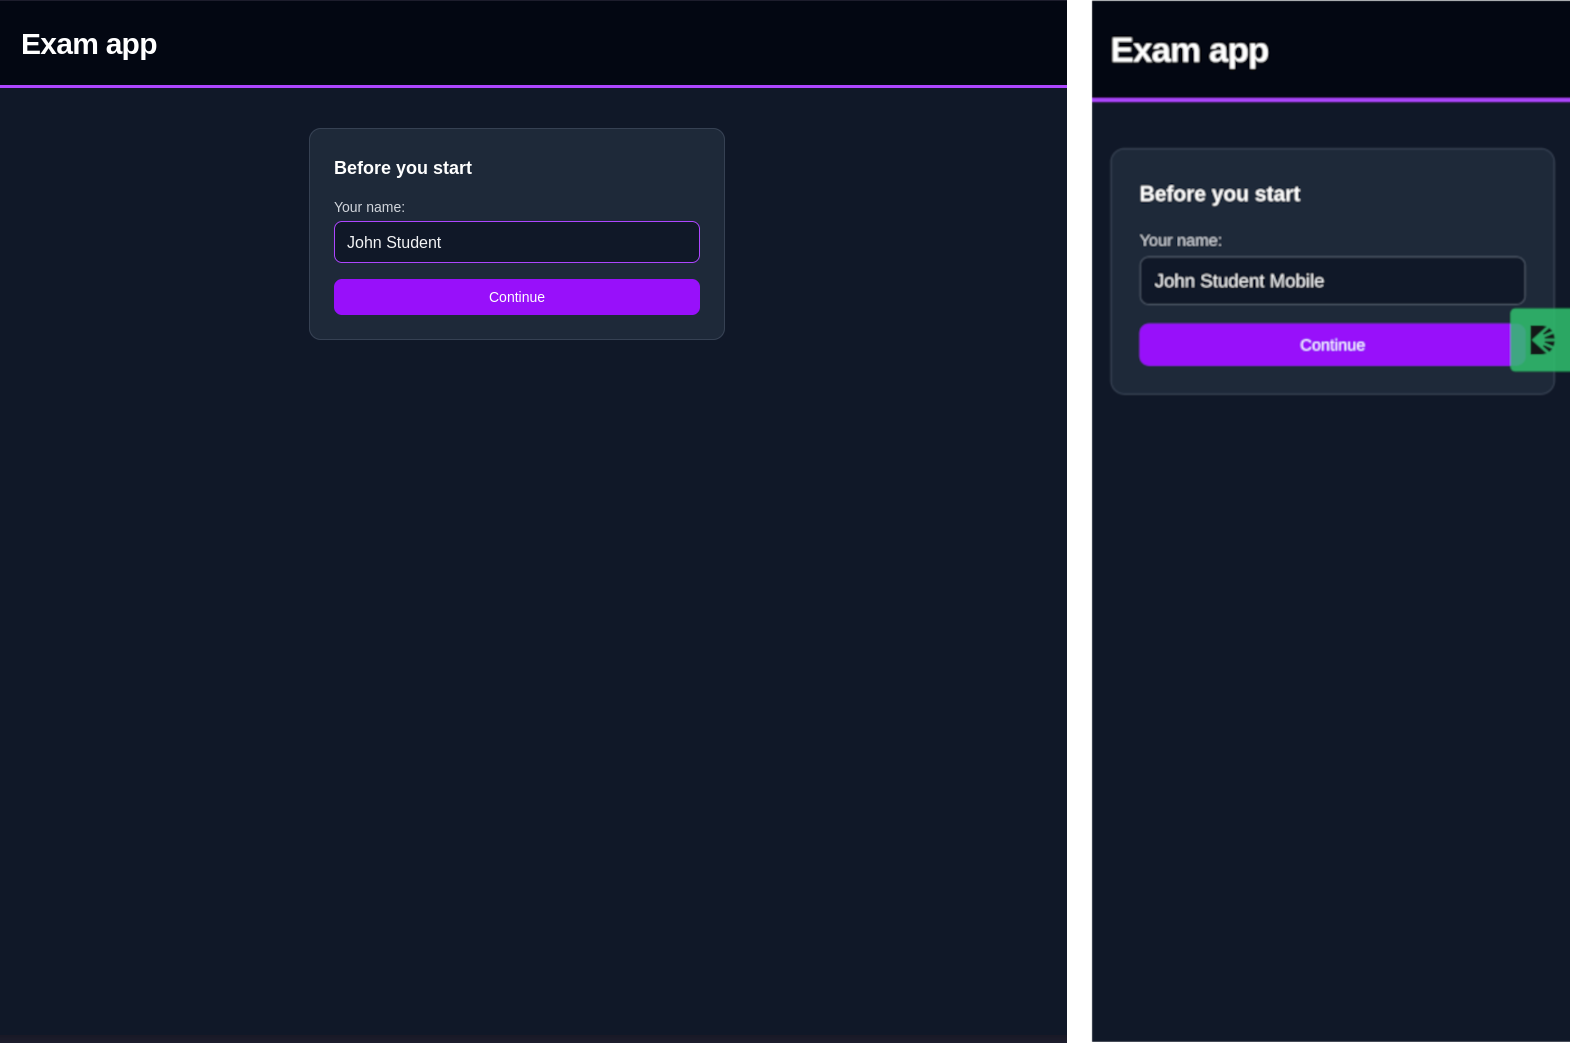 Exam app
Before you start
Your name:
John Student
Continue
Exam app
Before you start
Your name:
John Student Mobile
Continue